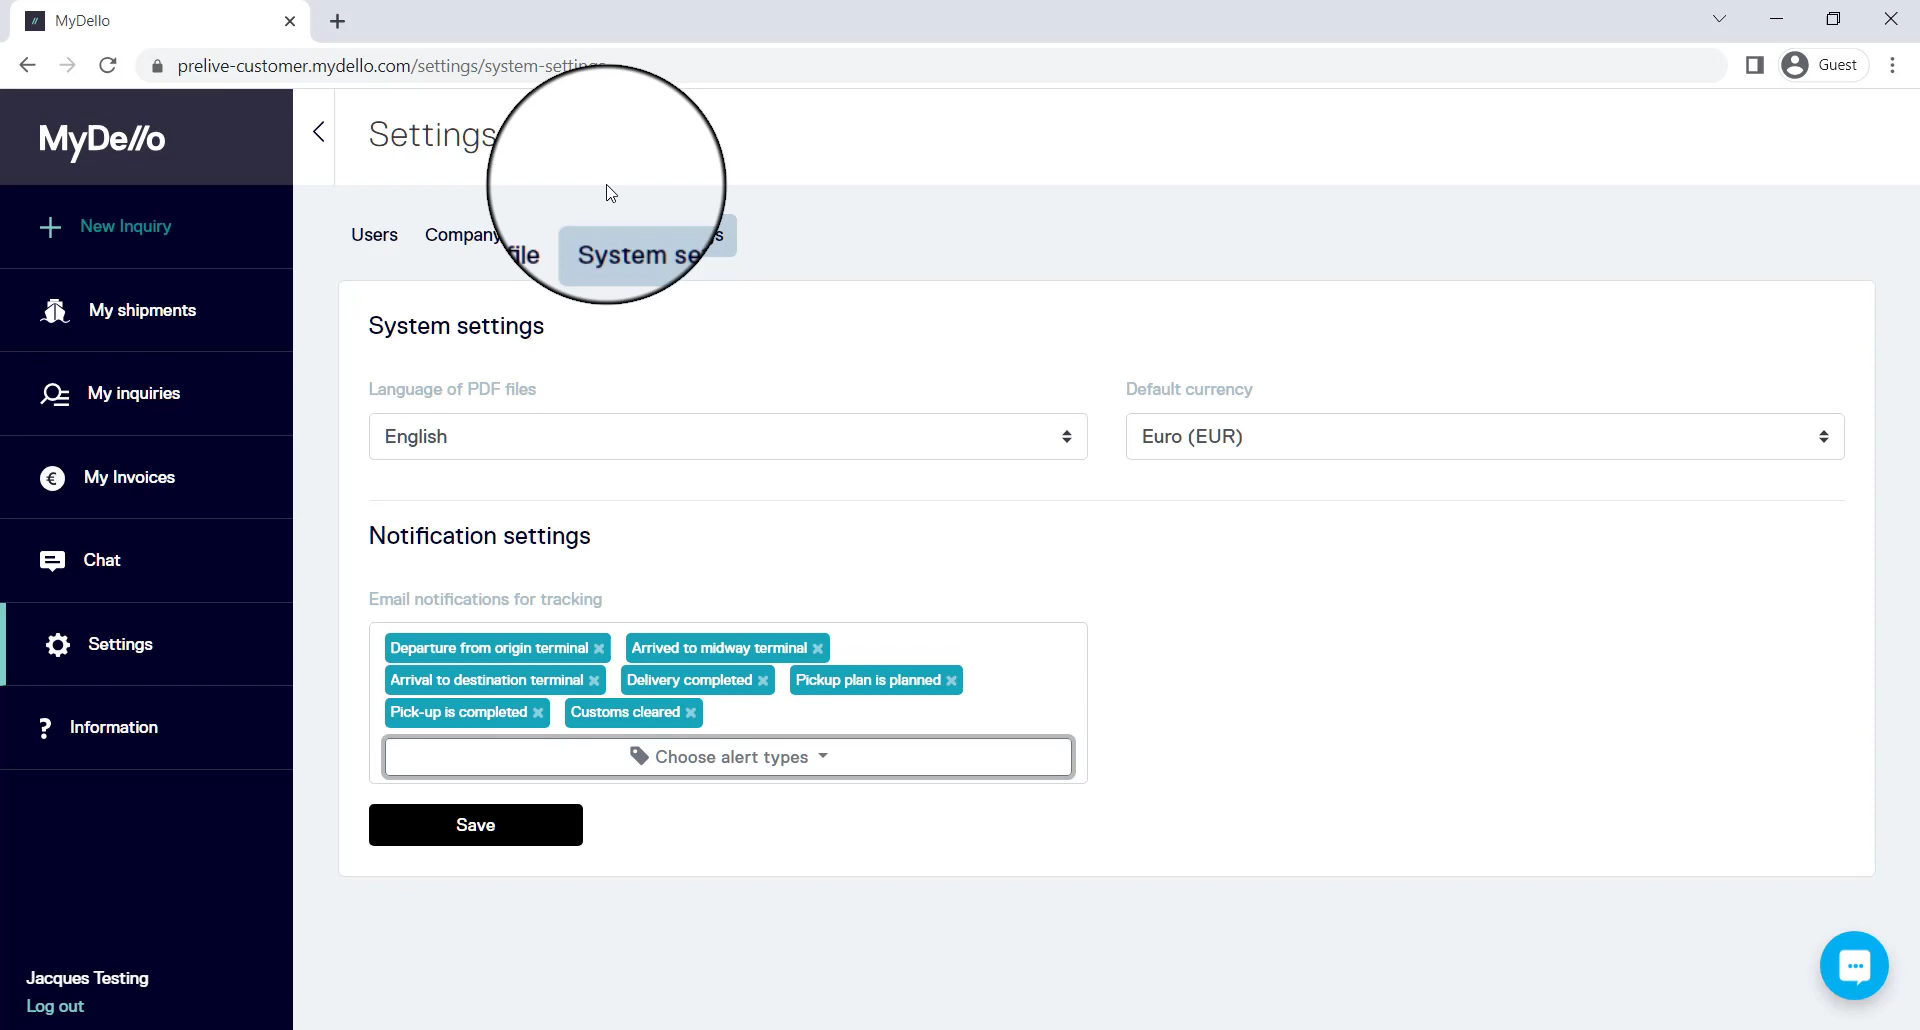 MyDello
prelive-customer.mydello.com/settings/system-settings
Guest
MyDello
Settings
New Inquiry
My shipments
My inquiries
My Invoices
Chat
Settings
Information
Jacques Testing
Log out
Users Company file System se s
System settings
Language of PDF files
English
Default currency
Euro (EUR)
Notification settings
Email notifications for tracking
Departure from origin terminal × Arrived to midway terminal ×
Arrival to destination terminal × Delivery completed × Pickup plan is planned ×
Pick-up is completed × Customs cleared ×
Choose alert types
Save